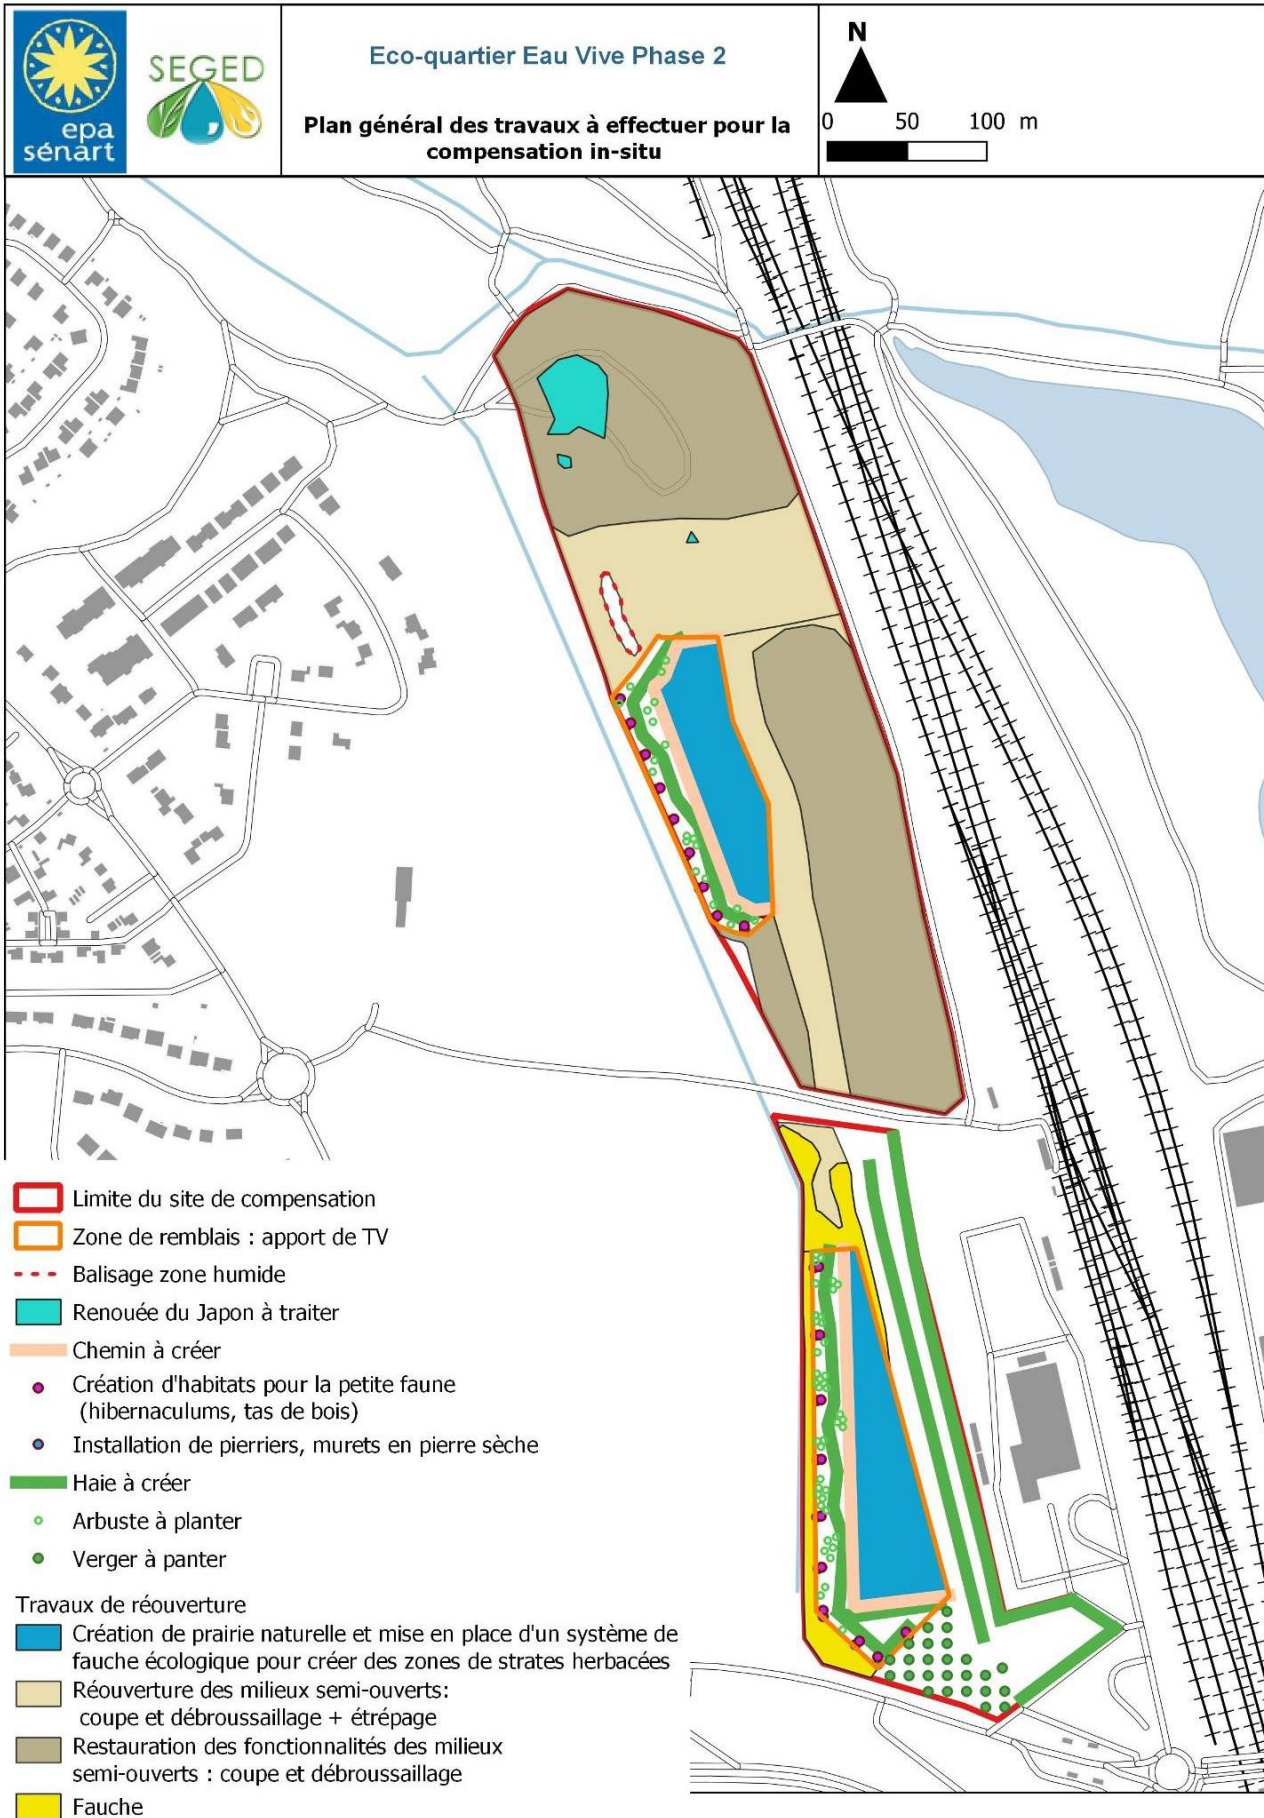 epa
sénart
SEGED
Eco-quartier Eau Vive Phase 2
Plan général des travaux à effectuer pour la
compensation in-situ
N
0 50 100 m
Limite du site de compensation
Zone de remblais : apport de TV
Balisage zone humide
Renouée du Japon à traiter
Chemin à créer
Création d'habitats pour la petite faune
(hibernaculums, tas de bois)
Installation de pierriers, murets en pierre sèche
Haie à créer
Arbuste à planter
Verger à panter
Travaux de réouverture
Création de prairie naturelle et mise en place d'un système de
fauche écologique pour créer des zones de strates herbacées
Réouverture des milieux semi-ouverts:
coupe et débroussaillage + étrépage
Restauration des fonctionnalités des milieux
semi-ouverts : coupe et débroussaillage
Fauche